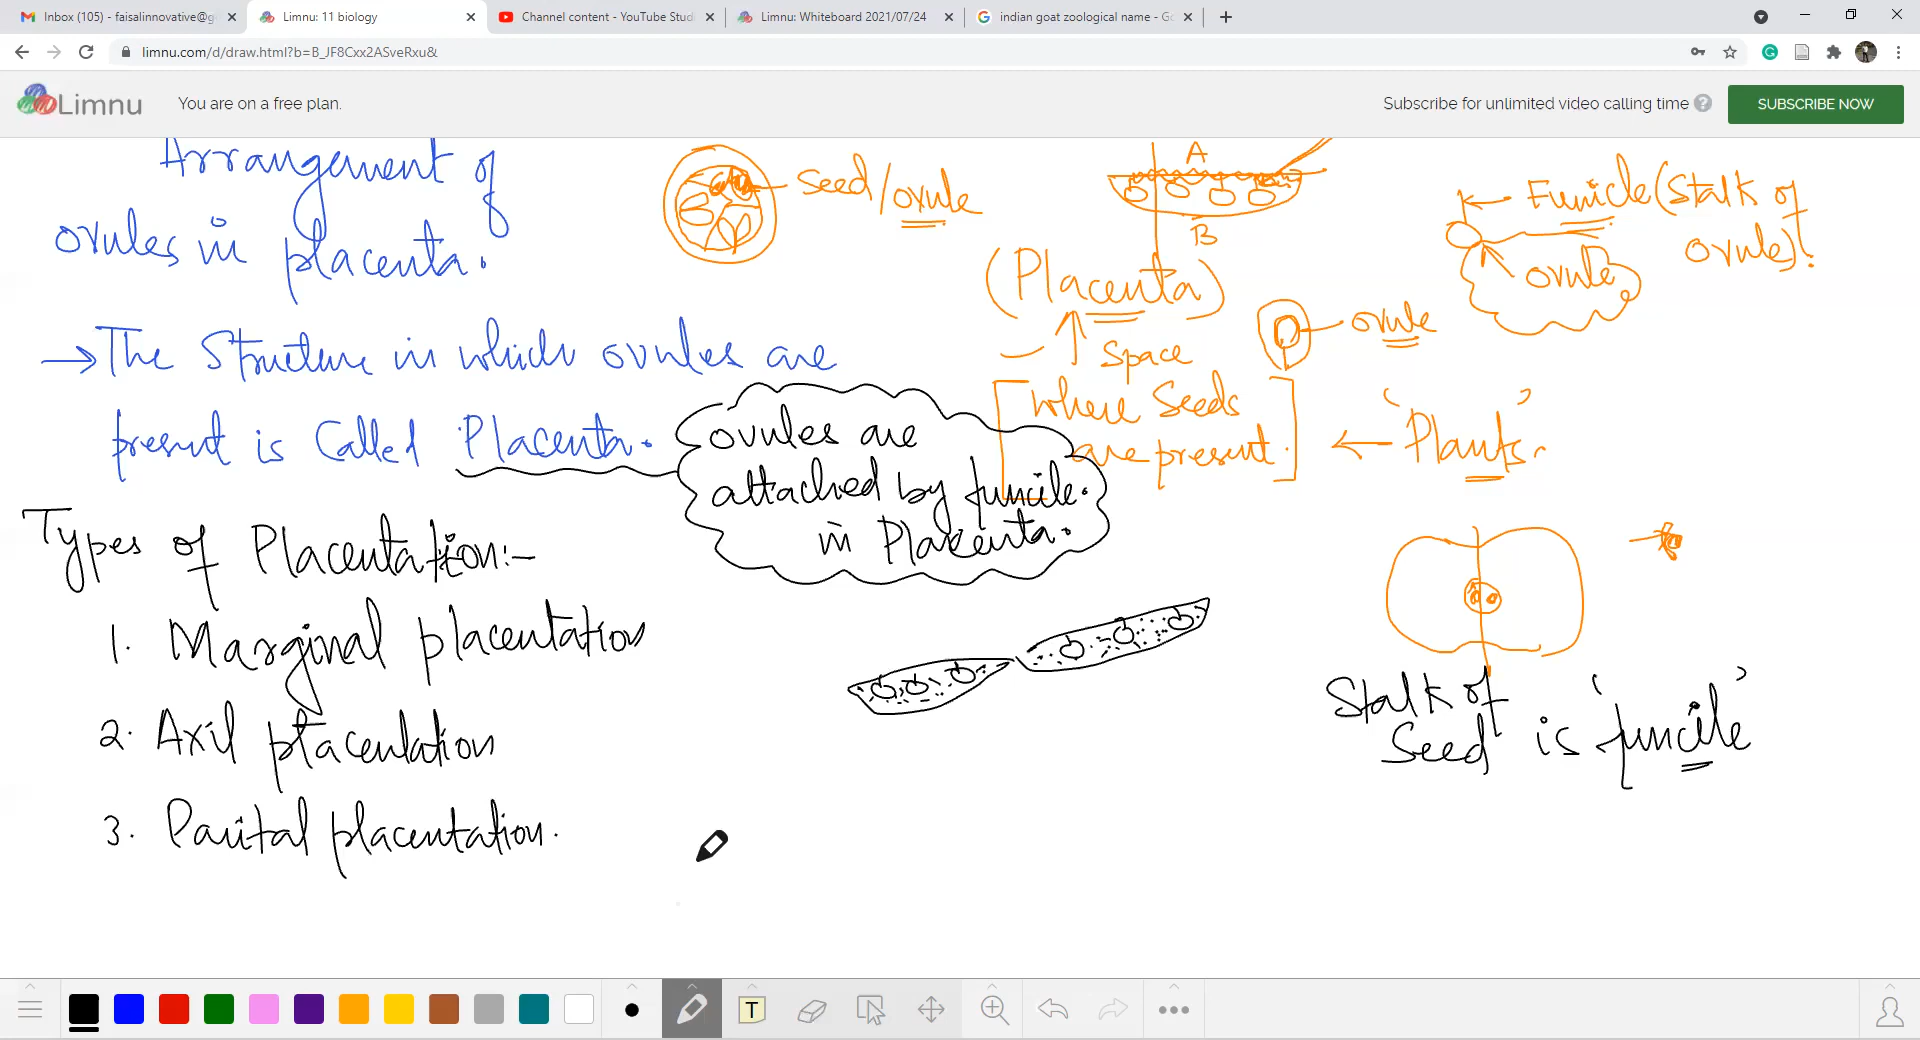 Inbox (105) - faisalinnovative@g
Limnu: 11 biology
Channel content - YouTube Stud
Limnu: Whiteboard 2021/07/24
indian goat zoological name - Go
limnu.com/d/draw.html?b=B_JF8Cxx2ASveRxu&
Limnu
You are on a free plan.
Subscribe for unlimited video calling time ?
SUBSCRIBE NOW
Arrangement of
ovules in placenta.
→ The Structure in which ovules are
present is Called Placenta.
Types of Placentation:-
1. Marginal placentation
2. Axil placentation
3. Parital placentation.
Seed/ovule
A
B
(Placenta)
Space
[where Seeds
are present.]
ovule
← 'Plants'.
← Funicle (Stalk of
ovule).
ovule
ovules are
attached by funcile.
in Placenta.
Stalk of
Seed is 'funcile'
T